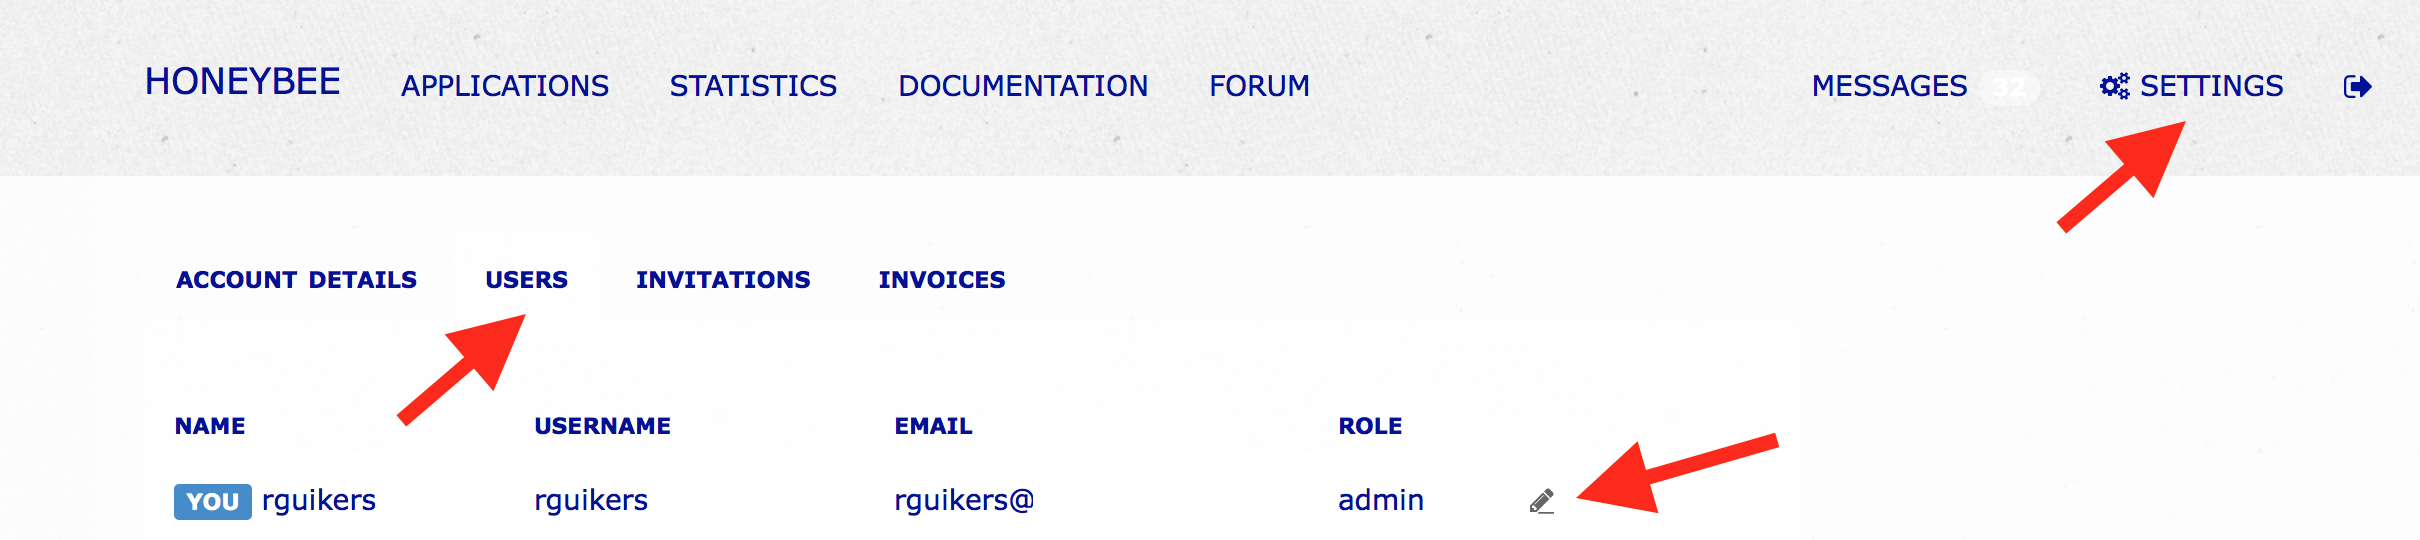 HONEYBEE APPLICATIONS STATISTICS DOCUMENTATION FORUM MESSAGES 32 SETTINGS
ACCOUNT DETAILS USERS INVITATIONS INVOICES
NAME USERNAME EMAIL ROLE
YOU rguikers rguikers rguikers@ admin